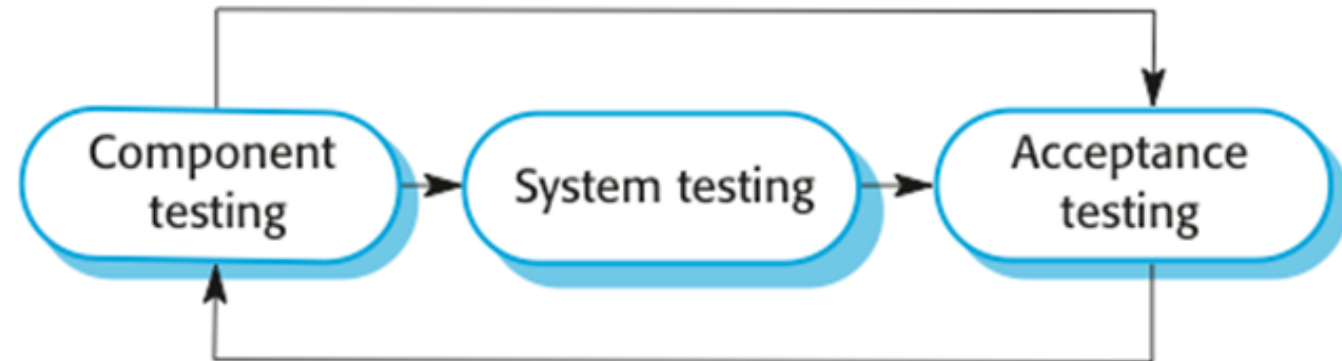 Component
testing
System testing
Acceptance
testing